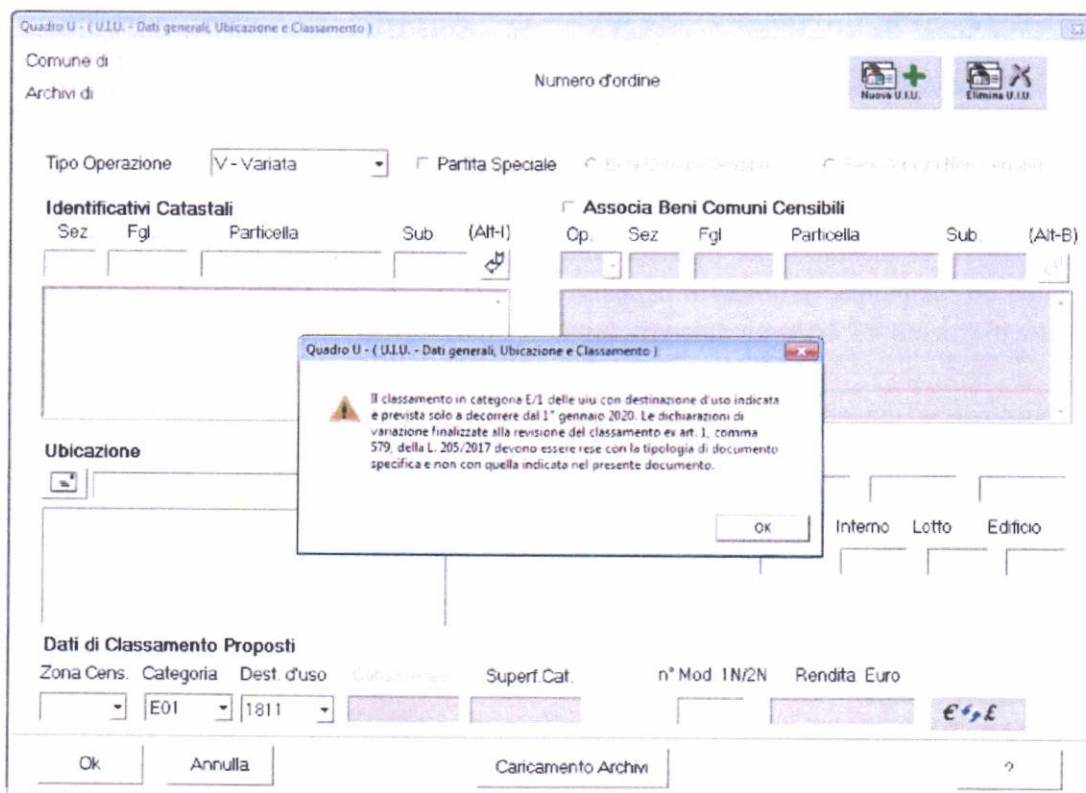 Quadro U - ( U.I.U. - Dati generali, Ubicazione e Classamento )
Comune di
Archivi di
Numero d'ordine
Nuova U.I.U.
Elimina U.I.U.
Tipo Operazione V - Variata Partita Speciale
Identificativi Catastali
Associa Beni Comuni Censibili
Sez Fgl Particella Sub (Alt-I) Op. Sez Fgl Particella Sub. (Alt-B)
Quadro U - ( U.I.U. - Dati generali, Ubicazione e Classamento )
Il classamento in categoria E/1 delle uiu con destinazione d'uso indicata
è prevista solo a decorrere dal 1° gennaio 2020. Le dichiarazioni di
variazione finalizzate alla revisione del classamento ex art. 1, comma
579, della L. 205/2017 devono essere rese con la tipologia di documento
specifica e non con quella indicata nel presente documento.
OK
Ubicazione
Interno Lotto Edificio
Dati di Classamento Proposti
Zona Cens. Categoria Dest. d'uso Consistenza Superf.Cat. n° Mod. 1N/2N Rendita Euro
E01 1811 € £
Ok Annulla Caricamento Archivi ?